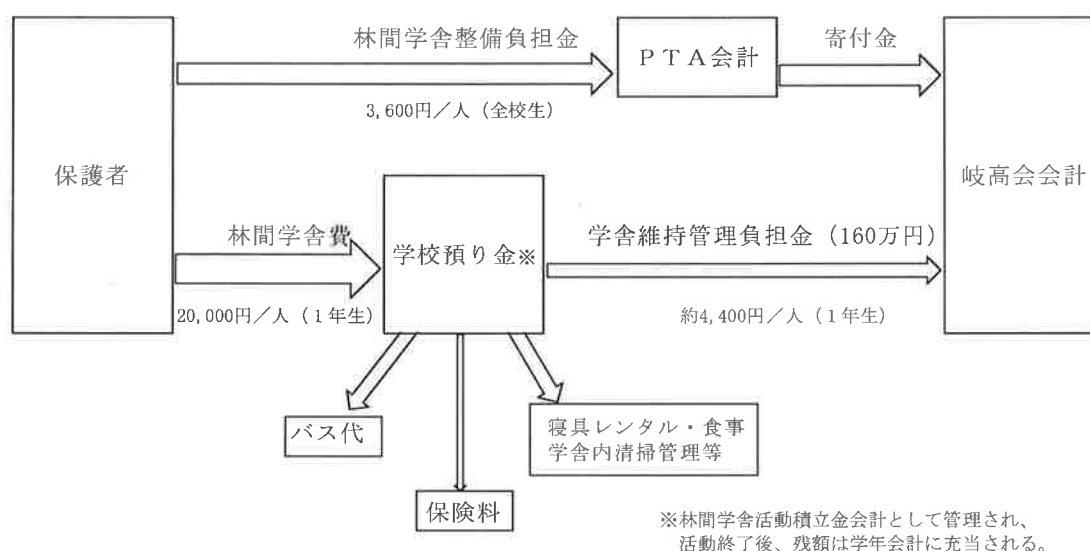 林間学舎整備負担金
PTA会計
寄付金
3,600円／人（全校生）
保護者
岐高会会計
林間学舎費
学校預り金※
学舎維持管理負担金（160万円）
20,000円／人（1年生）
約4,400円／人（1年生）
バス代
寝具レンタル・食事
学舎内清掃管理等
保険料
※林間学舎活動積立金会計として管理され、
活動終了後、残額は学年会計に充当される。